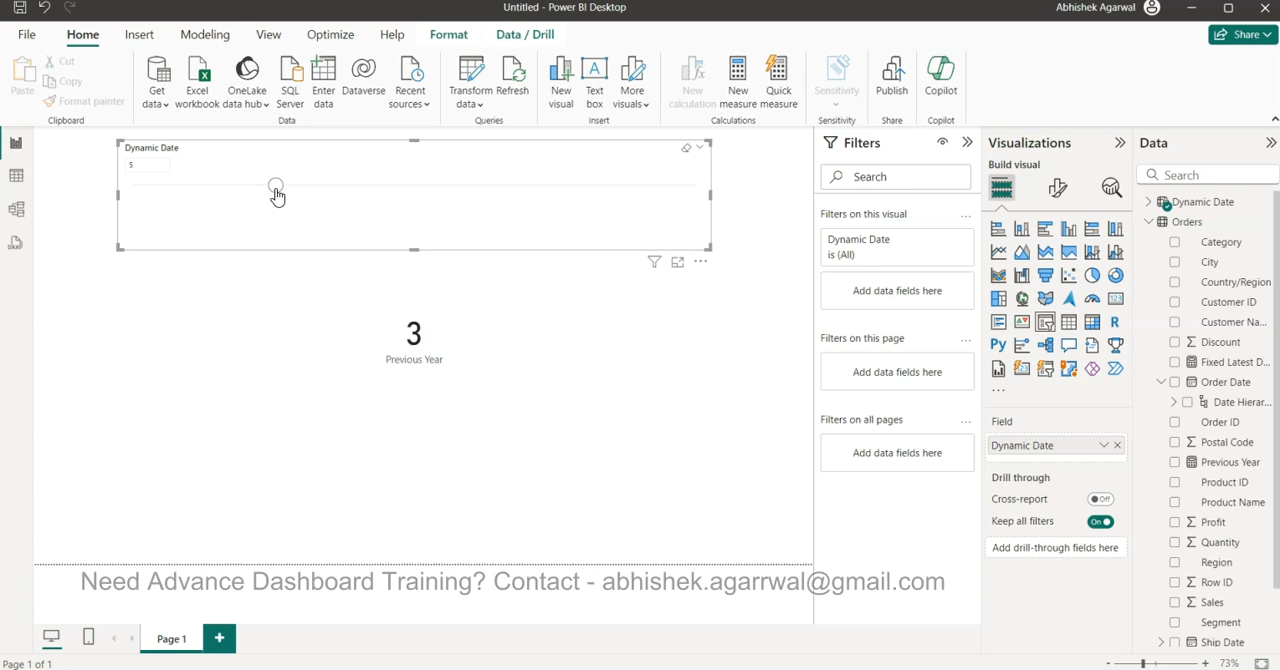 Untitled - Power BI Desktop
Abhishek Agarwal
File Home Insert Modeling View Optimize Help Format Data / Drill
Share
Paste
Cut
Copy
Format painter
Clipboard
Get data
Excel workbook
OneLake data hub
SQL Server
Enter data
Dataverse
Recent sources
Data
Transform data
Refresh
Queries
New visual
Text box
More visuals
Insert
New calculation
New measure
Quick measure
Calculations
Sensitivity
Sensitivity
Publish
Share
Copilot
Copilot
Dynamic Date
5
3
Previous Year
Need Advance Dashboard Training? Contact - abhishek.agarrwal@gmail.com
Page 1
Page 1 of 1
73%
Filters
Search
Filters on this visual
Dynamic Date
is (All)
Add data fields here
Filters on this page
Add data fields here
Filters on all pages
Add data fields here
Visualizations
Build visual
R
Py
Field
Dynamic Date
Drill through
Cross-report
Off
Keep all filters
On
Add drill-through fields here
Data
Search
Dynamic Date
Orders
Category
City
Country/Region
Customer ID
Customer Na...
Discount
Fixed Latest D...
Order Date
Date Hierar...
Order ID
Postal Code
Previous Year
Product ID
Product Name
Profit
Quantity
Region
Row ID
Sales
Segment
Ship Date